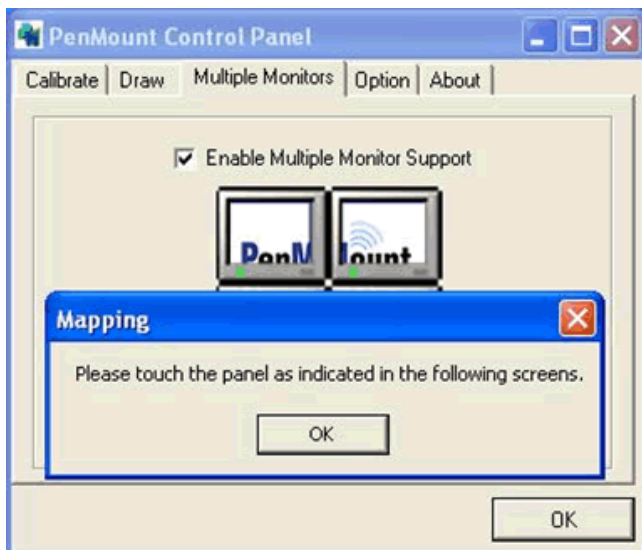 PenMount Control Panel
Calibrate Draw Multiple Monitors Option About
Enable Multiple Monitor Support
PenMount
Mapping
Please touch the panel as indicated in the following screens.
OK
OK